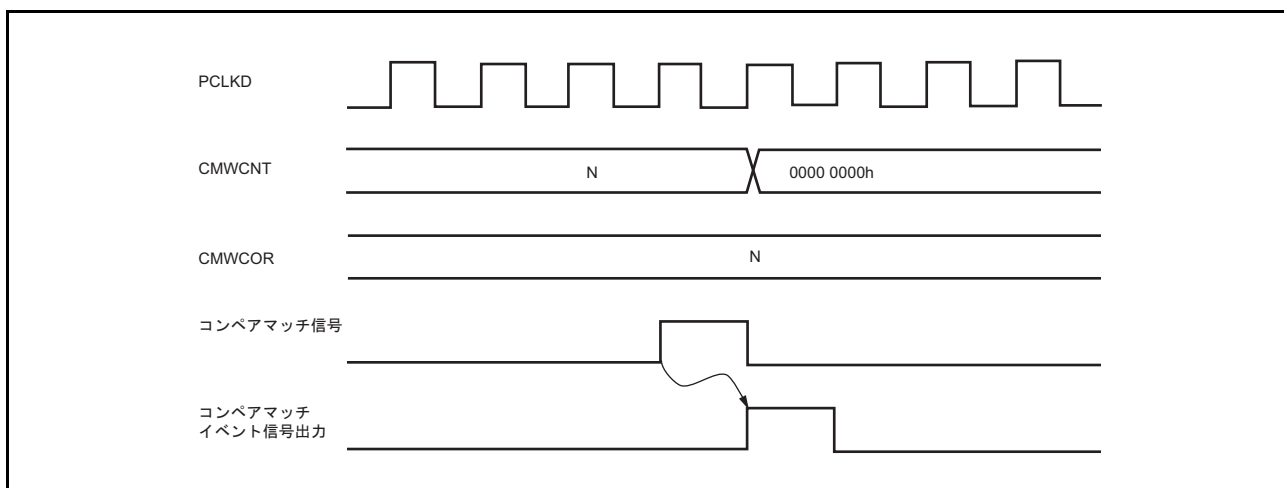 PCLKD
CMWCNT
N
0000 0000h
CMWCOR
N
コンペアマッチ信号
コンペアマッチ
イベント信号出力